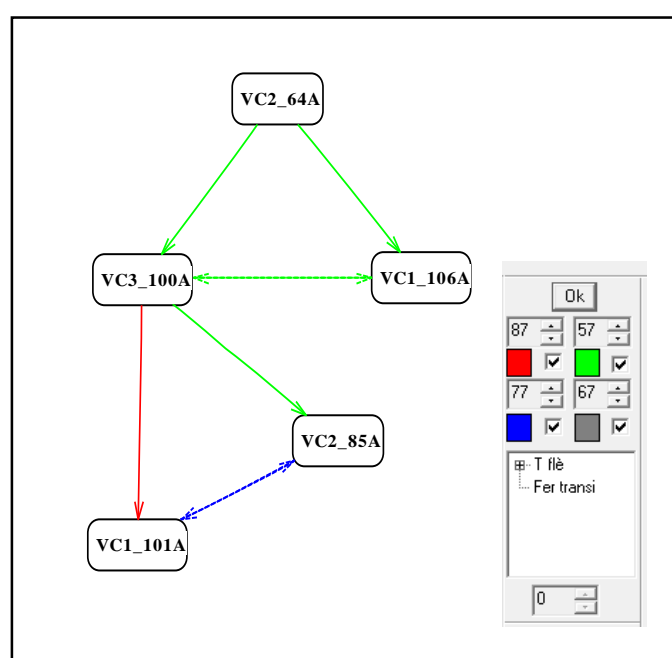 VC2_64A
VC3_100A
VC1_106A
VC2_85A
VC1_101A
Ok
87 57
77 67
T flè
Fer transi
0